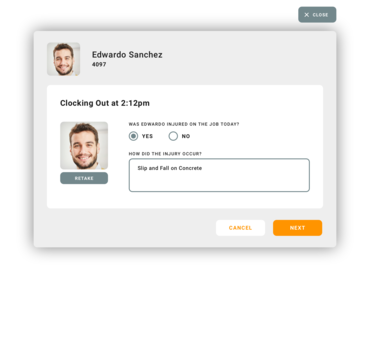 CLOSE
Edwardo Sanchez
4097
Clocking Out at 2:12pm
WAS EDWARDO INJURED ON THE JOB TODAY?
YES NO
HOW DID THE INJURY OCCUR?
Slip and Fall on Concrete
RETAKE
CANCEL NEXT